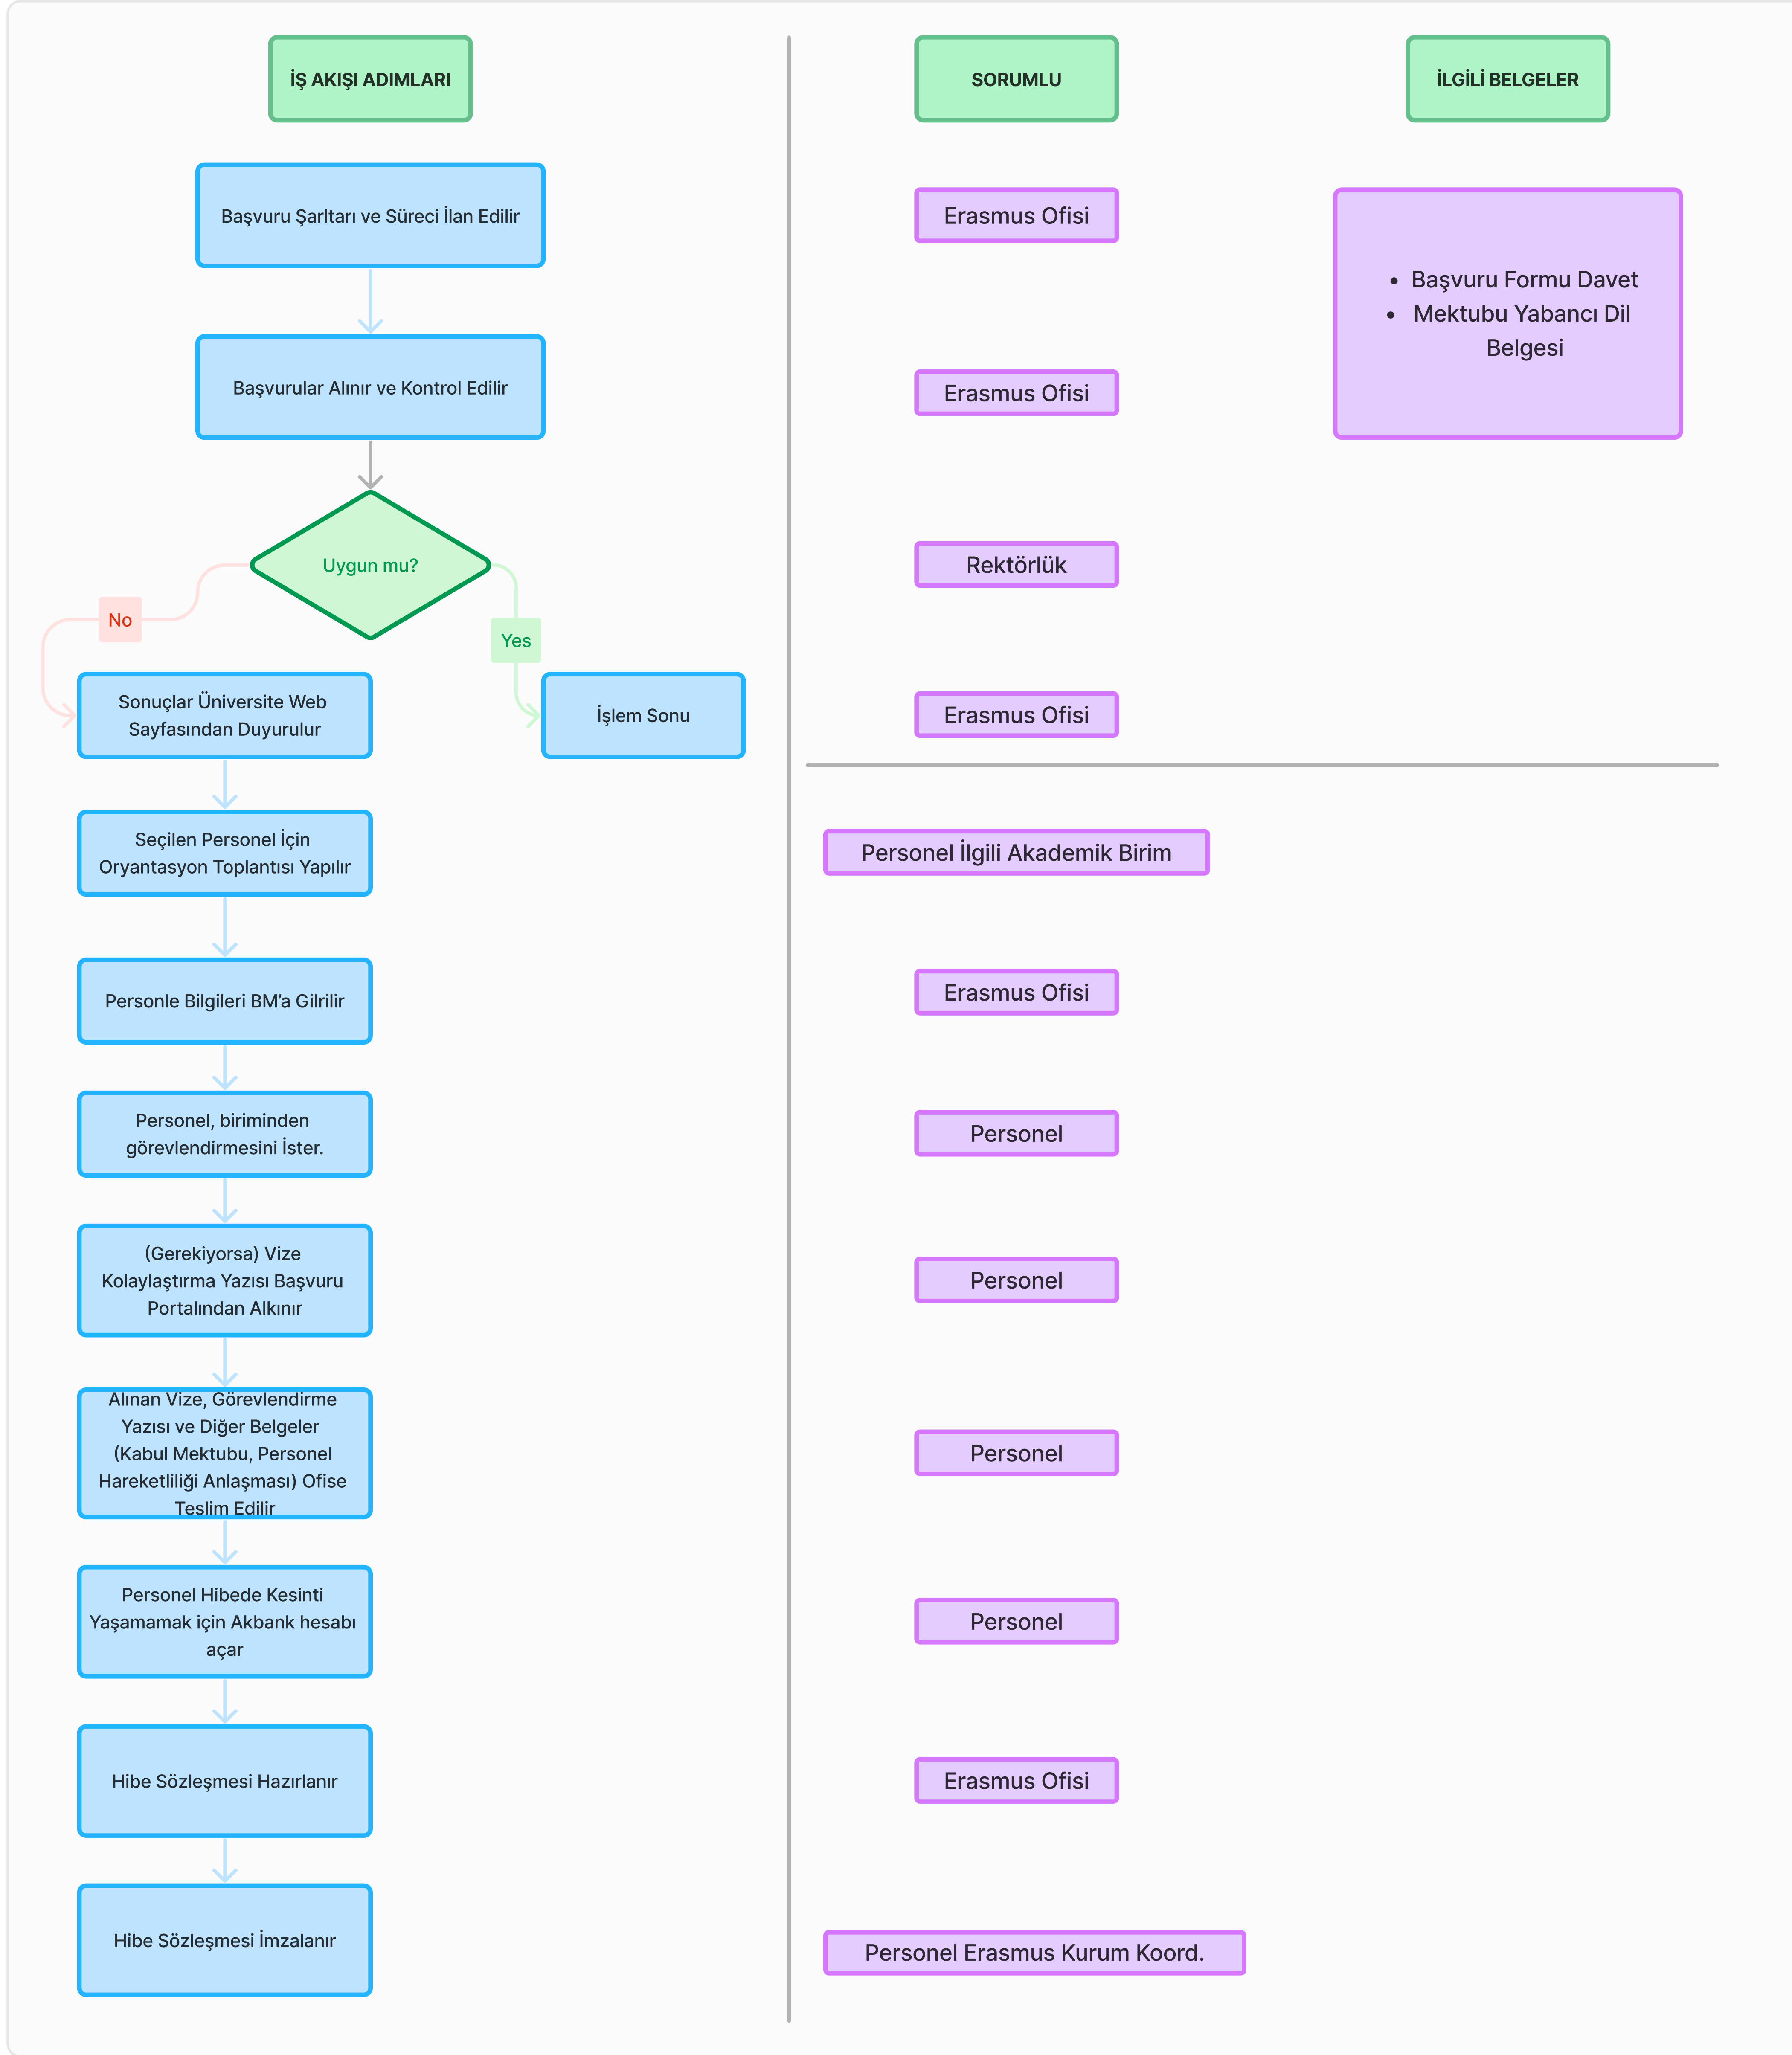 İŞ AKIŞI ADIMLARI
SORUMLU
İLGİLİ BELGELER
Başvuru Şarltarı ve Süreci İlan Edilir
Erasmus Ofisi
• Başvuru Formu Davet
• Mektubu Yabancı Dil
Belgesi
Başvurular Alınır ve Kontrol Edilir
Erasmus Ofisi
Uygun mu?
Rektörlük
No
Yes
Sonuçlar Üniversite Web
Sayfasından Duyurulur
İşlem Sonu
Erasmus Ofisi
Seçilen Personel İçin
Oryantasyon Toplantısı Yapılır
Personel İlgili Akademik Birim
Personle Bilgileri BM’a Gilrilir
Erasmus Ofisi
Personel, biriminden
görevlendirmesini İster.
Personel
(Gerekiyorsa) Vize
Kolaylaştırma Yazısı Başvuru
Portalından Alkınır
Personel
Alınan Vize, Görevlendirme
Yazısı ve Diğer Belgeler
(Kabul Mektubu, Personel
Hareketliliği Anlaşması) Ofise
Teslim Edilir
Personel
Personel Hibede Kesinti
Yaşamamak için Akbank hesabı
açar
Personel
Hibe Sözleşmesi Hazırlanır
Erasmus Ofisi
Hibe Sözleşmesi İmzalanır
Personel Erasmus Kurum Koord.